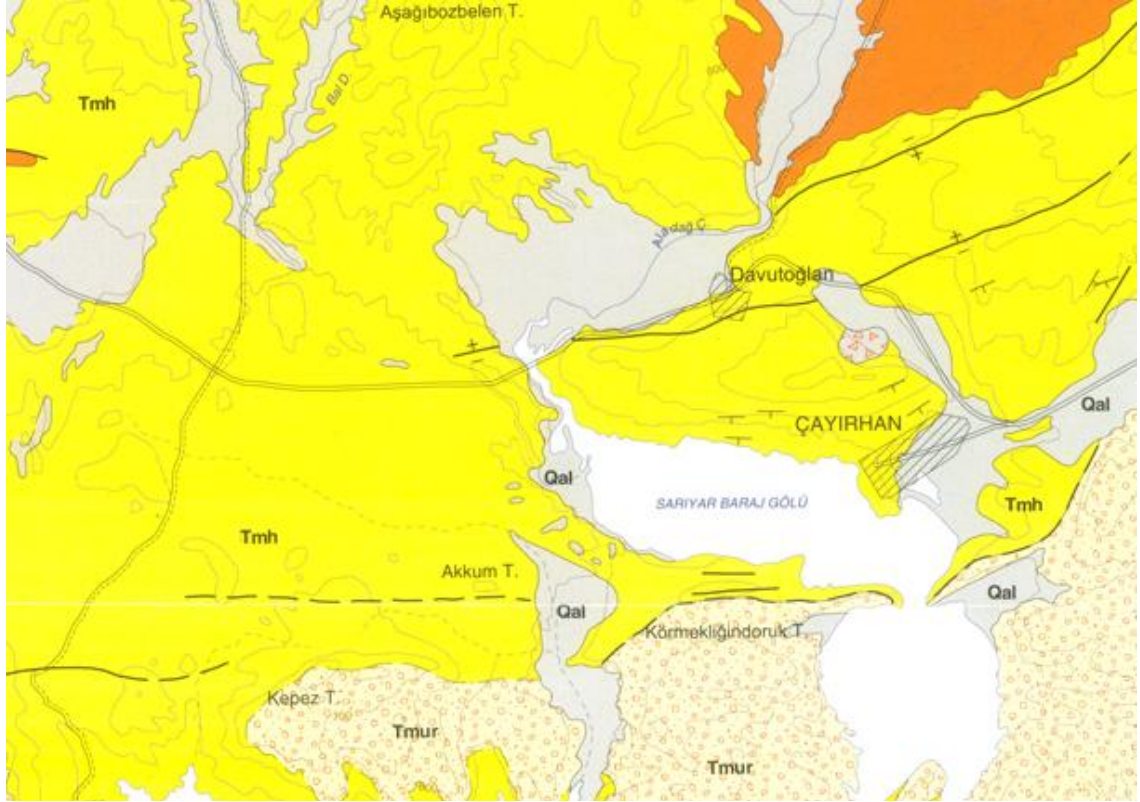 Aşağıbozbelen T.
Tmh
Bal D.
Aladağ Ç.
Davutoğlan
ÇAYIRHAN
Qal
Qal
SARIYAR BARAJ GÖLÜ
Tmh
Tmh
Akkum T.
Qal
Qal
Körmekliğindoruk T.
Kepez T.
Tmur
Tmur